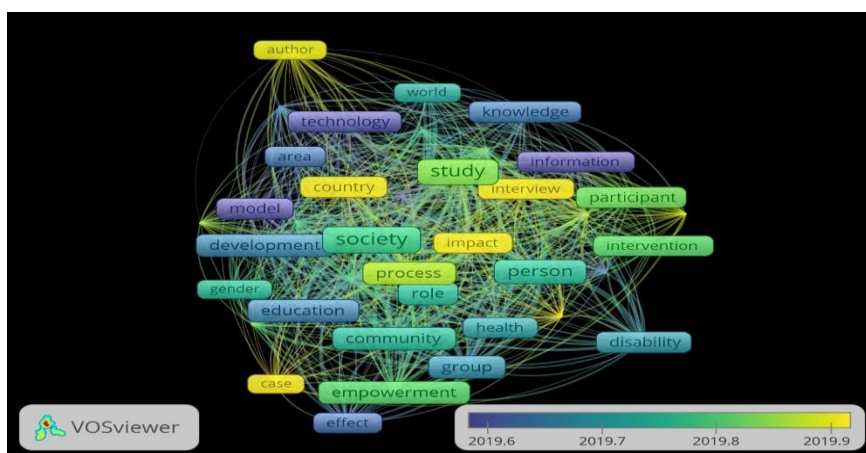 author
world
knowledge
technology
area
information
study
country
interview
participant
model
society
development
impact
intervention
process
person
gender
role
education
health
community
disability
group
case
empowerment
effect
VOSviewer
2019.6 2019.7 2019.8 2019.9